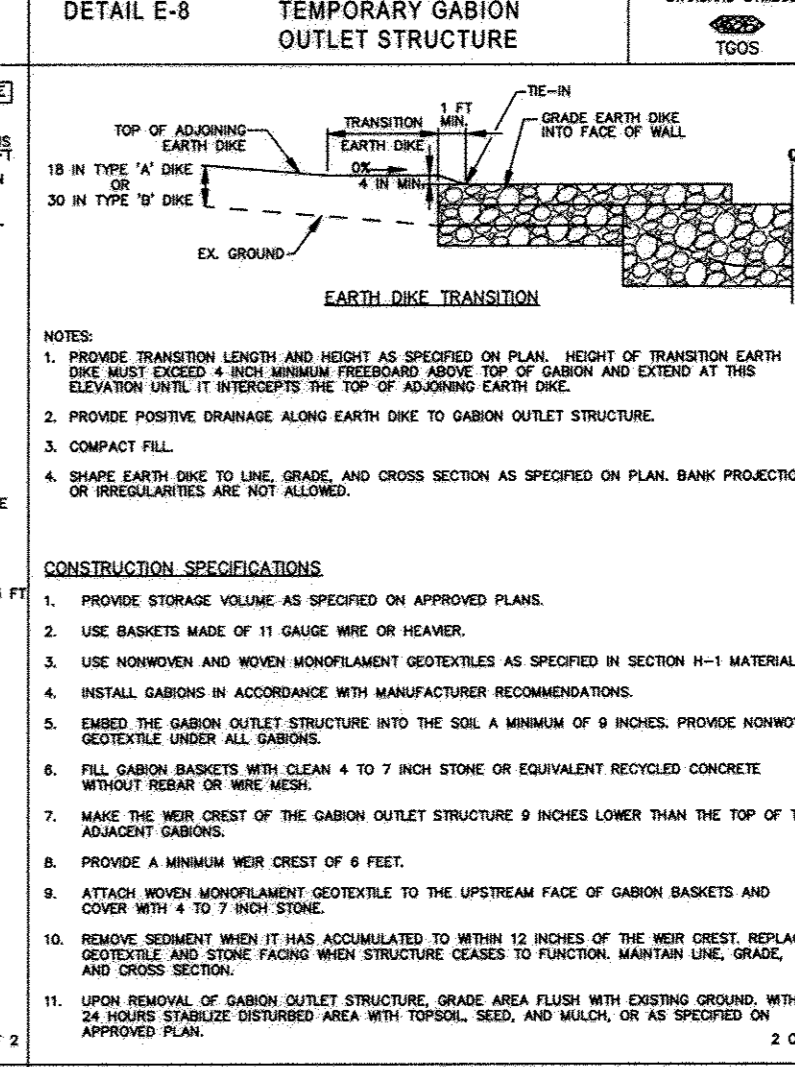 DETAIL E-8
TEMPORARY GABION
OUTLET STRUCTURE
TGOS
TIE-IN
1 FT
MIN.
TRANSITION
GRADE EARTH DIKE
INTO FACE OF WALL
TOP OF ADJOINING
EARTH DIKE
EARTH DIKE
18 IN TYPE 'A' DIKE
OR
30 IN TYPE 'B' DIKE
0%
4 IN MIN.
EX. GROUND
EARTH DIKE TRANSITION
NOTES:
1. PROVIDE TRANSITION LENGTH AND HEIGHT AS SPECIFIED ON PLAN. HEIGHT OF TRANSITION EARTH
DIKE MUST EXCEED 4 INCH MINIMUM FREEBOARD ABOVE TOP OF GABION AND EXTEND AT THIS
ELEVATION UNTIL IT INTERCEPTS THE TOP OF ADJOINING EARTH DIKE.
2. PROVIDE POSITIVE DRAINAGE ALONG EARTH DIKE TO GABION OUTLET STRUCTURE.
3. COMPACT FILL.
4. SHAPE EARTH DIKE TO LINE, GRADE, AND CROSS SECTION AS SPECIFIED ON PLAN. BANK PROJECTIO
OR IRREGULARITIES ARE NOT ALLOWED.
CONSTRUCTION SPECIFICATIONS
FT
1. PROVIDE STORAGE VOLUME AS SPECIFIED ON APPROVED PLANS.
2. USE BASKETS MADE OF 11 GAUGE WIRE OR HEAVIER.
3. USE NONWOVEN AND WOVEN MONOFILAMENT GEOTEXTILES AS SPECIFIED IN SECTION H-1 MATERIAL
4. INSTALL GABIONS IN ACCORDANCE WITH MANUFACTURER RECOMMENDATIONS.
5. EMBED THE GABION OUTLET STRUCTURE INTO THE SOIL A MINIMUM OF 9 INCHES. PROVIDE NONWO
GEOTEXTILE UNDER ALL GABIONS.
6. FILL GABION BASKETS WITH CLEAN 4 TO 7 INCH STONE OR EQUIVALENT RECYCLED CONCRETE
WITHOUT REBAR OR WIRE MESH.
7. MAKE THE WEIR CREST OF THE GABION OUTLET STRUCTURE 9 INCHES LOWER THAN THE TOP OF T
ADJACENT GABIONS.
8. PROVIDE A MINIMUM WEIR CREST OF 6 FEET.
9. ATTACH WOVEN MONOFILAMENT GEOTEXTILE TO THE UPSTREAM FACE OF GABION BASKETS AND
COVER WITH 4 TO 7 INCH STONE.
10. REMOVE SEDIMENT WHEN IT HAS ACCUMULATED TO WITHIN 12 INCHES OF THE WEIR CREST. REPLAC
GEOTEXTILE AND STONE FACING WHEN STRUCTURE CEASES TO FUNCTION. MAINTAIN LINE, GRADE,
AND CROSS SECTION.
11. UPON REMOVAL OF GABION OUTLET STRUCTURE, GRADE AREA FLUSH WITH EXISTING GROUND. WITH
24 HOURS STABILIZE DISTURBED AREA WITH TOPSOIL, SEED, AND MULCH, OR AS SPECIFIED ON
APPROVED PLAN.
2
2 O